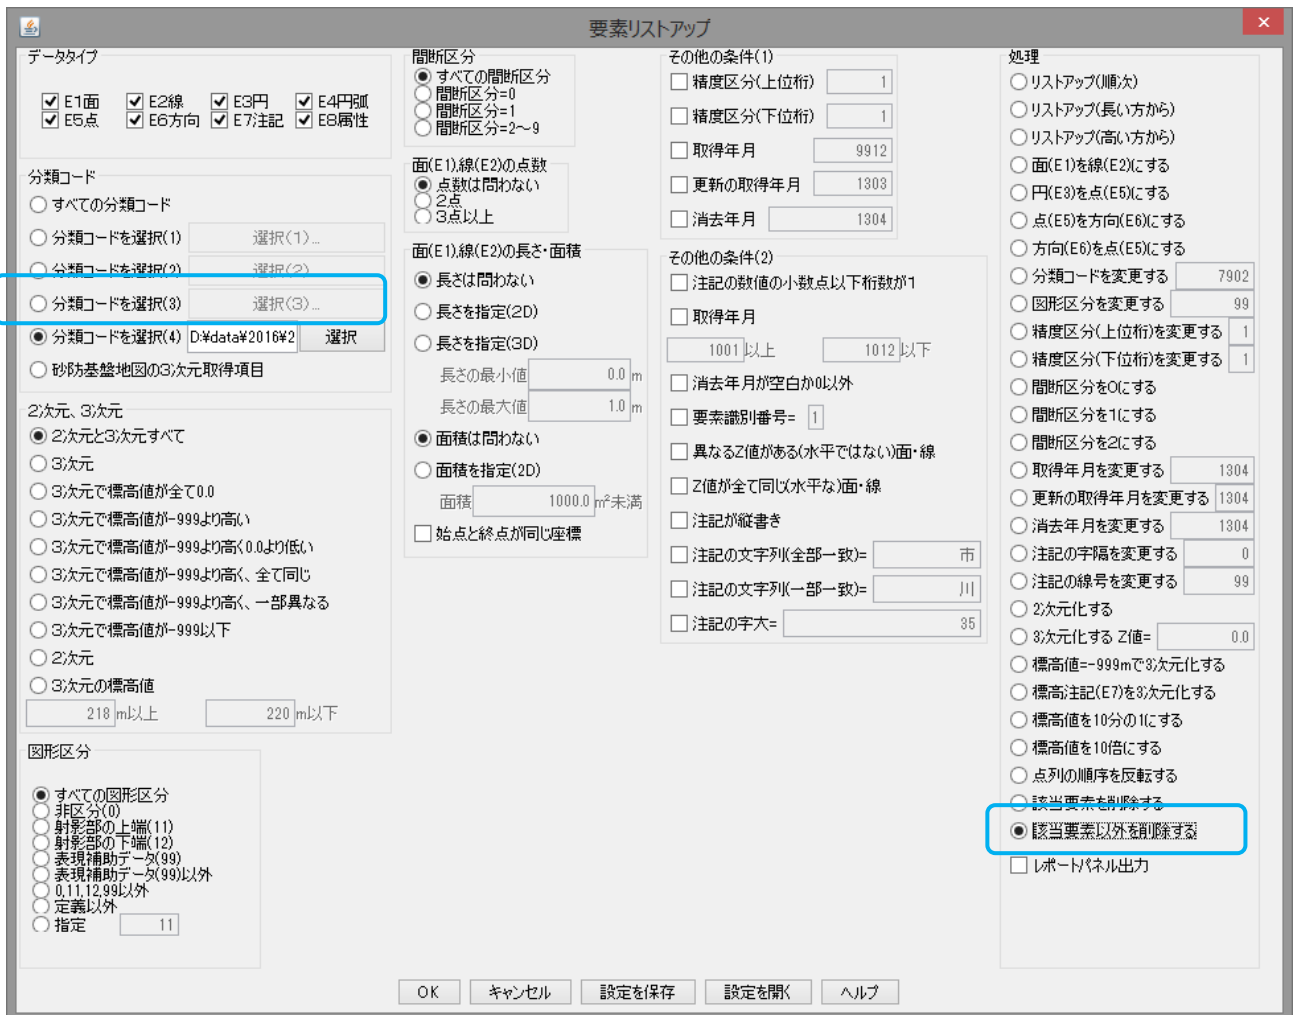 要素リストアップ
データタイプ
E1面 E2線 E3円 E4円弧
E5点 E6方向 E7注記 E8属性
分類コード
すべての分類コード
分類コードを選択(1) 選択(1)...
分類コードを選択(2) 選択(2)...
分類コードを選択(3) 選択(3)...
分類コードを選択(4) D:¥data¥2016¥2 選択
砂防基盤地図の3次元取得項目
2次元、3次元
2次元と3次元すべて
3次元
3次元で標高値が全て0.0
3次元で標高値が-999より高い
3次元で標高値が-999より高く0.0より低い
3次元で標高値が-999より高く、全て同じ
3次元で標高値が-999より高く、一部異なる
3次元で標高値が-999以下
2次元
3次元の標高値
218 m以上 220 m以下
図形区分
すべての図形区分
非区分(0)
射影部の上端(11)
射影部の下端(12)
表現補助データ(99)
表現補助データ(99)以外
0,11,12,99以外
定義以外
指定 11
間断区分
すべての間断区分
間断区分=0
間断区分=1
間断区分=2～9
面(E1),線(E2)の点数
点数は問わない
2点
3点以上
面(E1),線(E2)の長さ・面積
長さは問わない
長さを指定(2D)
長さを指定(3D)
長さの最小値 0.0 m
長さの最大値 1.0 m
面積は問わない
面積を指定(2D)
面積 1000.0 m²未満
始点と終点が同じ座標
その他の条件(1)
精度区分(上位桁) 1
精度区分(下位桁) 1
取得年月 9912
更新の取得年月 1303
消去年月 1304
その他の条件(2)
注記の数値の小数点以下桁数が1
取得年月
1001 以上 1012 以下
消去年月が空白か0以外
要素識別番号= 1
異なるZ値がある(水平ではない)面・線
Z値が全て同じ(水平な)面・線
注記が縦書き
注記の文字列(全部一致)= 市
注記の文字列(一部一致)= 川
注記の字大= 35
処理
リストアップ(順次)
リストアップ(長い方から)
リストアップ(高い方から)
面(E1)を線(E2)にする
円(E3)を点(E5)にする
点(E5)を方向(E6)にする
方向(E6)を点(E5)にする
分類コードを変更する 7902
図形区分を変更する 99
精度区分(上位桁)を変更する 1
精度区分(下位桁)を変更する 1
間断区分を0にする
間断区分を1にする
間断区分を2にする
取得年月を変更する 1304
更新の取得年月を変更する 1304
消去年月を変更する 1304
注記の字隔を変更する 0
注記の線号を変更する 99
2次元化する
3次元化する Z値= 0.0
標高値=-999mで3次元化する
標高注記(E7)を3次元化する
標高値を10分の1にする
標高値を10倍にする
点列の順序を反転する
該当要素を削除する
該当要素以外を削除する
レポートパネル出力
OK キャンセル 設定を保存 設定を開く ヘルプ